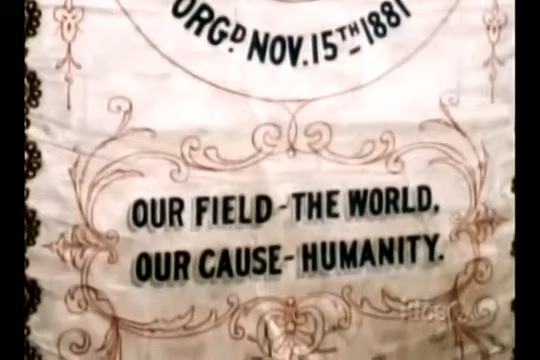 ORGD NOV. 15TH 1881
OUR FIELD - THE WORLD,
OUR CAUSE - HUMANITY.